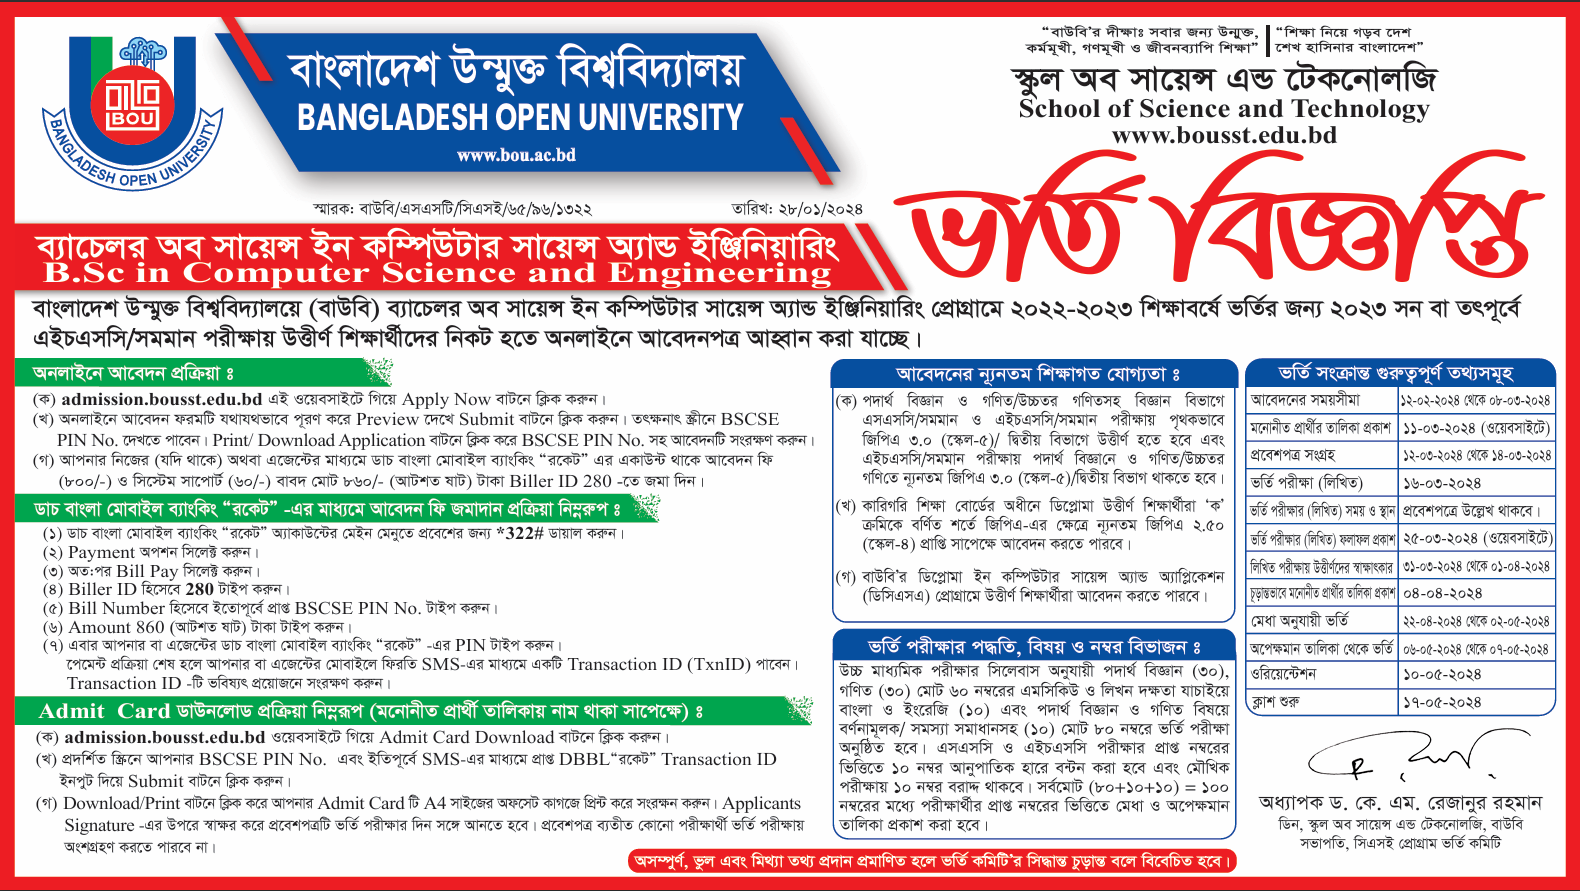 BOU
BANGLADESH OPEN UNIVERSITY
বাংলাদেশ উন্মুক্ত বিশ্ববিদ্যালয়
BANGLADESH OPEN UNIVERSITY
www.bou.ac.bd
“বাউবি’র দীক্ষাঃ সবার জন্য উন্মুক্ত,
কর্মমূখী, গণমূখী ও জীবনব্যাপি শিক্ষা”
“শিক্ষা নিয়ে গড়ব দেশ
শেখ হাসিনার বাংলাদেশ”
স্কুল অব সায়েন্স এন্ড টেকনোলজি
School of Science and Technology
www.bousst.edu.bd
ভর্তি বিজ্ঞপ্তি
স্মারক: বাউবি/এসএসটি/সিএসই/৬৫/৯৬/১৩২২
তারিখ: ২৮/০১/২০২৪
ব্যাচেলর অব সায়েন্স ইন কম্পিউটার সায়েন্স অ্যান্ড ইঞ্জিনিয়ারিং
B.Sc in Computer Science and Engineering
বাংলাদেশ উন্মুক্ত বিশ্ববিদ্যালয়ে (বাউবি) ব্যাচেলর অব সায়েন্স ইন কম্পিউটার সায়েন্স অ্যান্ড ইঞ্জিনিয়ারিং প্রোগ্রামে ২০২২-২০২৩ শিক্ষাবর্ষে ভর্তির জন্য ২০২৩ সন বা তৎপূর্বে
এইচএসসি/সমমান পরীক্ষায় উত্তীর্ণ শিক্ষার্থীদের নিকট হতে অনলাইনে আবেদনপত্র আহ্বান করা যাচ্ছে।
অনলাইনে আবেদন প্রক্রিয়া ঃ
(ক) admission.bousst.edu.bd এই ওয়েবসাইটে গিয়ে Apply Now বাটনে ক্লিক করুন।
(খ) অনলাইনে আবেদন ফরমটি যথাযথভাবে পূরণ করে Preview দেখে Submit বাটনে ক্লিক করুন। তৎক্ষনাৎ স্ক্রীনে BSCSE
PIN No. দেখতে পাবেন। Print/ Download Application বাটনে ক্লিক করে BSCSE PIN No. সহ আবেদনটি সংরক্ষণ করুন।
(গ) আপনার নিজের (যদি থাকে) অথবা এজেন্টের মাধ্যমে ডাচ বাংলা মোবাইল ব্যাংকিং “রকেট” এর একাউন্ট থাকে আবেদন ফি
(৮০০/-) ও সিস্টেম সাপোর্ট (৬০/-) বাবদ মোট ৮৬০/- (আটশত ষাট) টাকা Biller ID 280 -তে জমা দিন।
ডাচ বাংলা মোবাইল ব্যাংকিং “রকেট” -এর মাধ্যমে আবেদন ফি জমাদান প্রক্রিয়া নিম্নরূপ ঃ
(১) ডাচ বাংলা মোবাইল ব্যাংকিং “রকেট” অ্যাকাউন্টের মেইন মেনুতে প্রবেশের জন্য *322# ডায়াল করুন।
(২) Payment অপশন সিলেক্ট করুন।
(৩) অত:পর Bill Pay সিলেক্ট করুন।
(৪) Biller ID হিসেবে 280 টাইপ করুন।
(৫) Bill Number হিসেবে ইতোপূর্বে প্রাপ্ত BSCSE PIN No. টাইপ করুন।
(৬) Amount 860 (আটশত ষাট) টাকা টাইপ করুন।
(৭) এবার আপনার বা এজেন্টের ডাচ বাংলা মোবাইল ব্যাংকিং “রকেট” -এর PIN টাইপ করুন।
পেমেন্ট প্রক্রিয়া শেষ হলে আপনার বা এজেন্টের মোবাইলে ফিরতি SMS-এর মাধ্যমে একটি Transaction ID (TxnID) পাবেন।
Transaction ID -টি ভবিষ্যৎ প্রয়োজনে সংরক্ষণ করুন।
Admit Card ডাউনলোড প্রক্রিয়া নিম্নরূপ (মনোনীত প্রার্থী তালিকায় নাম থাকা সাপেক্ষে) ঃ
(ক) admission.bousst.edu.bd ওয়েবসাইটে গিয়ে Admit Card Download বাটনে ক্লিক করুন।
(খ) প্রদর্শিত স্ক্রিনে আপনার BSCSE PIN No. এবং ইতিপূর্বে SMS-এর মাধ্যমে প্রাপ্ত DBBL“রকেট” Transaction ID
ইনপুট দিয়ে Submit বাটনে ক্লিক করুন।
(গ) Download/Print বাটনে ক্লিক করে আপনার Admit Card টি A4 সাইজের অফসেট কাগজে প্রিন্ট করে সংরক্ষন করুন। Applicants
Signature -এর উপরে স্বাক্ষর করে প্রবেশপত্রটি ভর্তি পরীক্ষার দিন সঙ্গে আনতে হবে। প্রবেশপত্র ব্যতীত কোনো পরীক্ষার্থী ভর্তি পরীক্ষায়
অংশগ্রহণ করতে পারবে না।
আবেদনের ন্যূনতম শিক্ষাগত যোগ্যতা ঃ
(ক) পদার্থ বিজ্ঞান ও গণিত/উচ্চতর গণিতসহ বিজ্ঞান বিভাগে
এসএসসি/সমমান ও এইচএসসি/সমমান পরীক্ষায় পৃথকভাবে
জিপিএ ৩.০ (স্কেল-৫)/ দ্বিতীয় বিভাগে উত্তীর্ণ হতে হবে এবং
এইচএসসি/সমমান পরীক্ষায় পদার্থ বিজ্ঞানে ও গণিত/উচ্চতর
গণিতে ন্যূনতম জিপিএ ৩.০ (স্কেল-৫)/দ্বিতীয় বিভাগ থাকতে হবে।
(খ) কারিগরি শিক্ষা বোর্ডের অধীনে ডিপ্লোমা উত্তীর্ণ শিক্ষার্থীরা ‘ক’
ক্রমিকে বর্ণিত শর্তে জিপিএ-এর ক্ষেত্রে ন্যূনতম জিপিএ ২.৫০
(স্কেল-৪) প্রাপ্তি সাপেক্ষে আবেদন করতে পারবে।
(গ) বাউবি’র ডিপ্লোমা ইন কম্পিউটার সায়েন্স অ্যান্ড অ্যাপ্লিকেশন
(ডিসিএসএ) প্রোগ্রামে উত্তীর্ণ শিক্ষার্থীরা আবেদন করতে পারবে।
ভর্তি পরীক্ষার পদ্ধতি, বিষয় ও নম্বর বিভাজন ঃ
উচ্চ মাধ্যমিক পরীক্ষার সিলেবাস অনুযায়ী পদার্থ বিজ্ঞান (৩০),
গণিত (৩০) মোট ৬০ নম্বরের এমসিকিউ ও লিখন দক্ষতা যাচাইয়ে
বাংলা ও ইংরেজি (১০) এবং পদার্থ বিজ্ঞান ও গণিত বিষয়ে
বর্ণনামূলক/ সমস্যা সমাধানসহ (১০) মোট ৮০ নম্বরে ভর্তি পরীক্ষা
অনুষ্ঠিত হবে। এসএসসি ও এইচএসসি পরীক্ষার প্রাপ্ত নম্বরের
ভিত্তিতে ১০ নম্বর আনুপাতিক হারে বন্টন করা হবে এবং মৌখিক
পরীক্ষায় ১০ নম্বর বরাদ্দ থাকবে। সর্বমোট (৮০+১০+১০) = ১০০
নম্বরের মধ্যে পরীক্ষার্থীর প্রাপ্ত নম্বরের ভিত্তিতে মেধা ও অপেক্ষমান
তালিকা প্রকাশ করা হবে।
ভর্তি সংক্রান্ত গুরুত্বপূর্ণ তথ্যসমূহ
আবেদনের সময়সীমা ১২-০২-২০২৪ থেকে ০৮-০৩-২০২৪
মনোনীত প্রার্থীর তালিকা প্রকাশ ১১-০৩-২০২৪ (ওয়েবসাইটে)
প্রবেশপত্র সংগ্রহ ১২-০৩-২০২৪ থেকে ১৪-০৩-২০২৪
ভর্তি পরীক্ষা (লিখিত) ১৬-০৩-২০২৪
ভর্তি পরীক্ষার (লিখিত) সময় ও স্থান প্রবেশপত্রে উল্লেখ থাকবে।
ভর্তি পরীক্ষার (লিখিত) ফলাফল প্রকাশ ২৫-০৩-২০২৪ (ওয়েবসাইটে)
লিখিত পরীক্ষায় উত্তীর্ণদের স্বাক্ষাৎকার ৩১-০৩-২০২৪ থেকে ০১-০৪-২০২৪
চূড়ান্তভাবে মনোনীত প্রার্থীর তালিকা প্রকাশ ০৪-০৪-২০২৪
মেধা অনুযায়ী ভর্তি ২২-০৪-২০২৪ থেকে ০২-০৫-২০২৪
অপেক্ষমান তালিকা থেকে ভর্তি ০৬-০৫-২০২৪ থেকে ০৭-০৫-২০২৪
ওরিয়েন্টেশন ১০-০৫-২০২৪
ক্লাশ শুরু ১৭-০৫-২০২৪
অধ্যাপক ড. কে. এম. রেজানুর রহমান
ডিন, স্কুল অব সায়েন্স এন্ড টেকনোলজি, বাউবি
সভাপতি, সিএসই প্রোগ্রাম ভর্তি কমিটি
অসম্পূর্ণ, ভুল এবং মিথ্যা তথ্য প্রদান প্রমাণিত হলে ভর্তি কমিটি’র সিদ্ধান্ত চুড়ান্ত বলে বিবেচিত হবে।